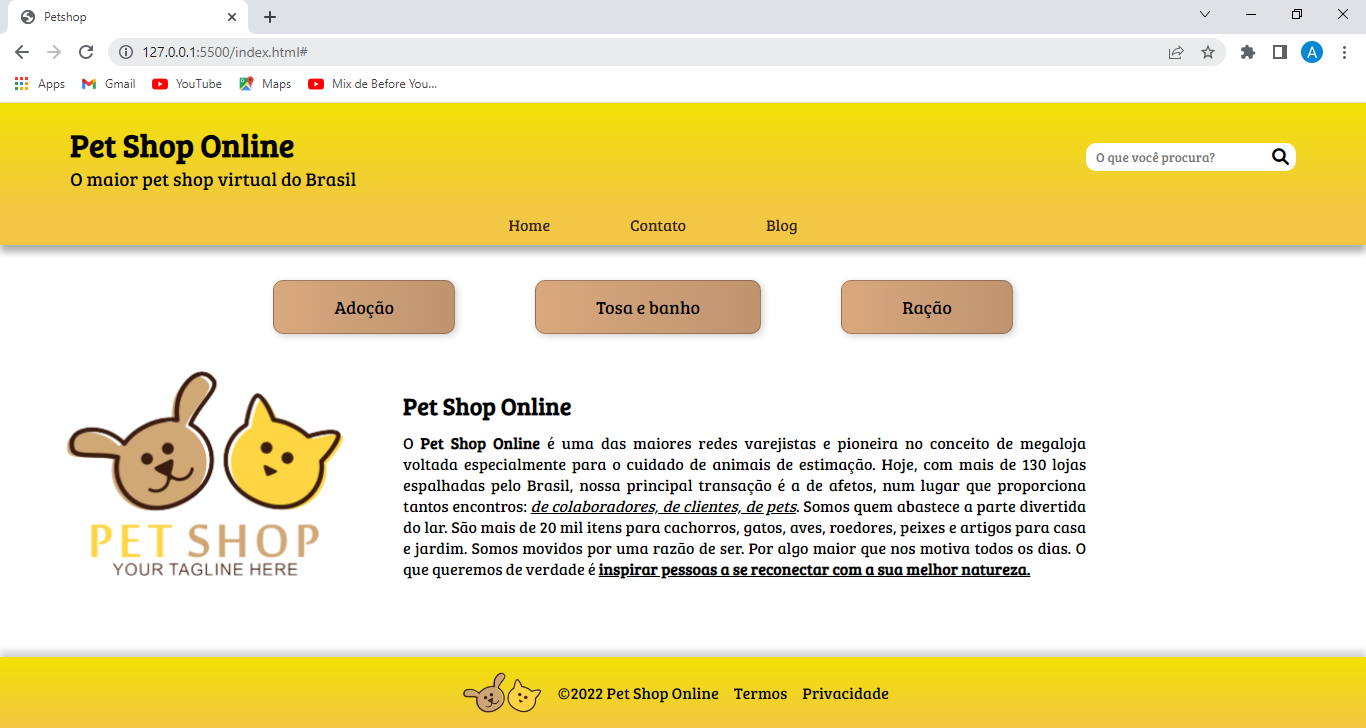 Petshop
127.0.0.1:5500/index.html#
A
Apps Gmail YouTube Maps Mix de Before You...
Pet Shop Online
O maior pet shop virtual do Brasil
O que você procura?
Home Contato Blog
Adoção Tosa e banho Ração
PET SHOP
YOUR TAGLINE HERE
Pet Shop Online
O Pet Shop Online é uma das maiores redes varejistas e pioneira no conceito de megaloja
voltada especialmente para o cuidado de animais de estimação. Hoje, com mais de 130 lojas
espalhadas pelo Brasil, nossa principal transação é a de afetos, num lugar que proporciona
tantos encontros: de colaboradores, de clientes, de pets. Somos quem abastece a parte divertida
do lar. São mais de 20 mil itens para cachorros, gatos, aves, roedores, peixes e artigos para casa
e jardim. Somos movidos por uma razão de ser. Por algo maior que nos motiva todos os dias. O
que queremos de verdade é inspirar pessoas a se reconectar com a sua melhor natureza.
©2022 Pet Shop Online Termos Privacidade